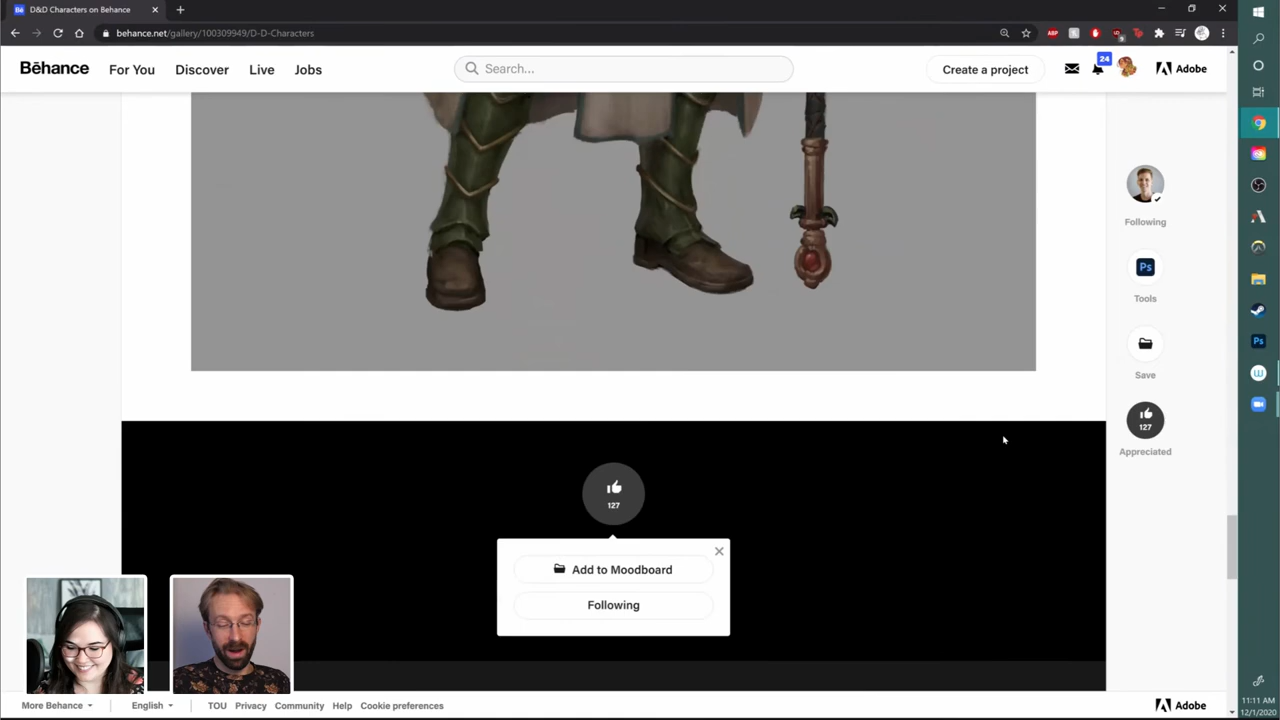 D&D Characters on Behance
behance.net/gallery/100309949/D-D-Characters
Bēhance
For You
Discover
Live
Jobs
Search...
Create a project
24
Adobe
Following
Ps
Tools
Save
127
Appreciated
127
Add to Moodboard
Following
More Behance
English
TOU
Privacy
Community
Help
Cookie preferences
Adobe
11:11 AM
12/1/2020